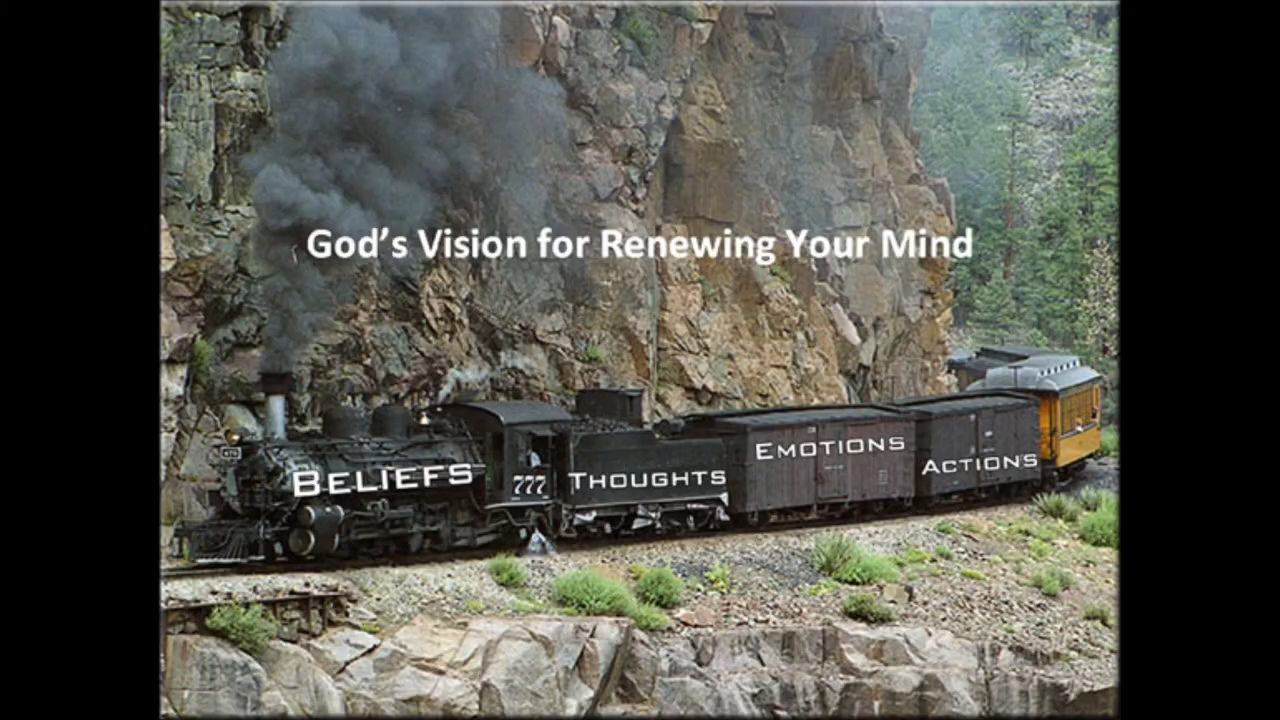 God's Vision for Renewing Your Mind
BELIEFS
777
THOUGHTS
EMOTIONS
ACTIONS